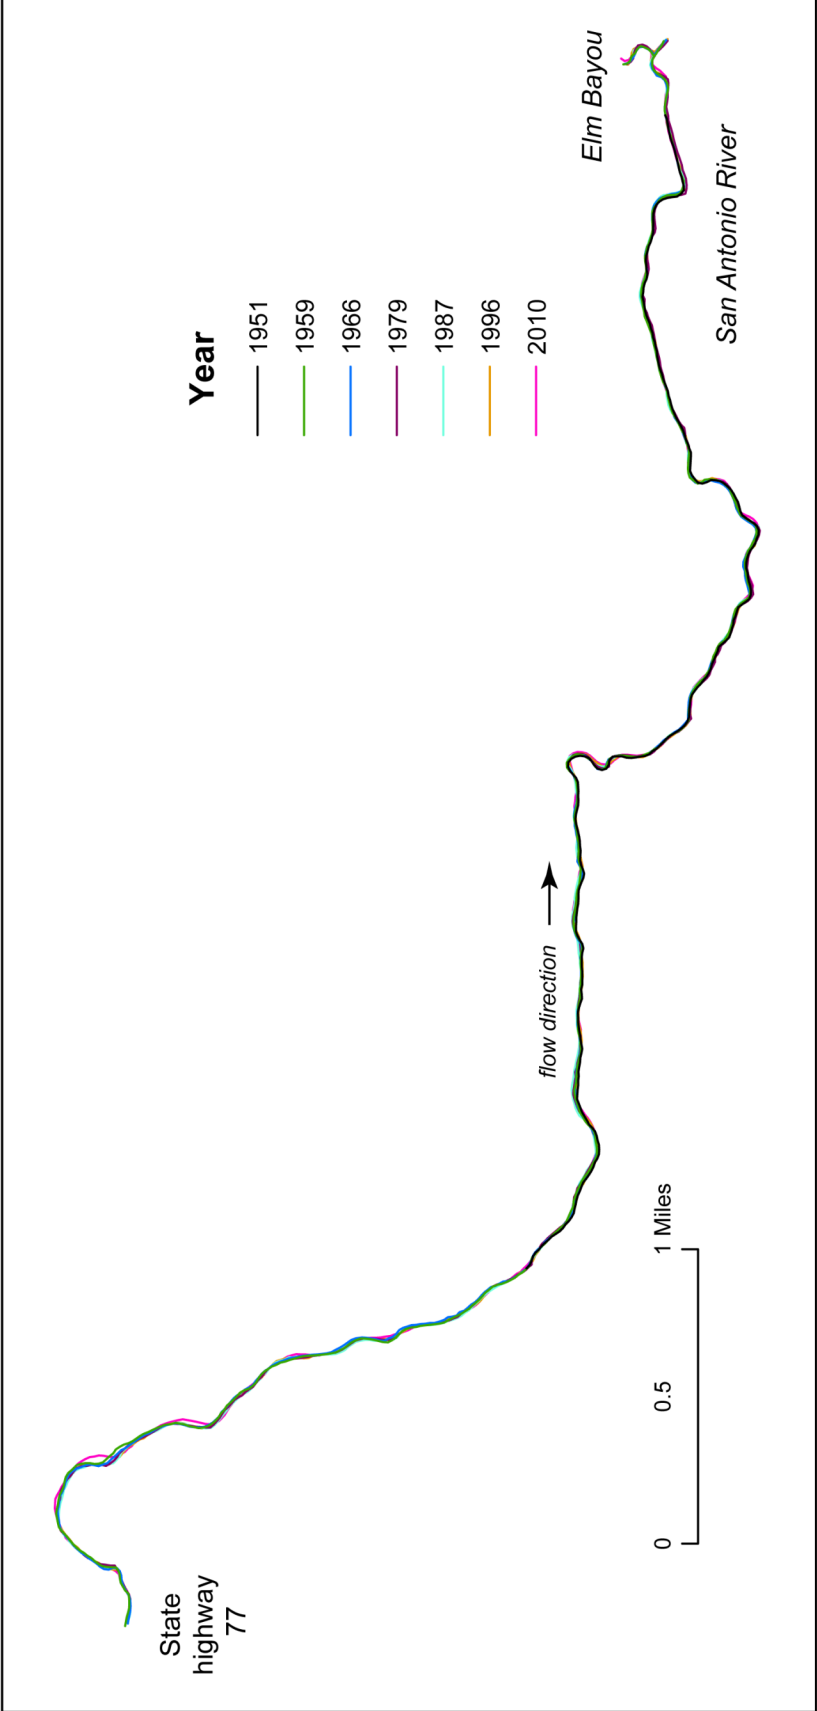 Elm Bayou
San Antonio River
Year
1951
1959
1966
1979
1987
1996
2010
flow direction
State
highway
77
0
0.5
1 Miles